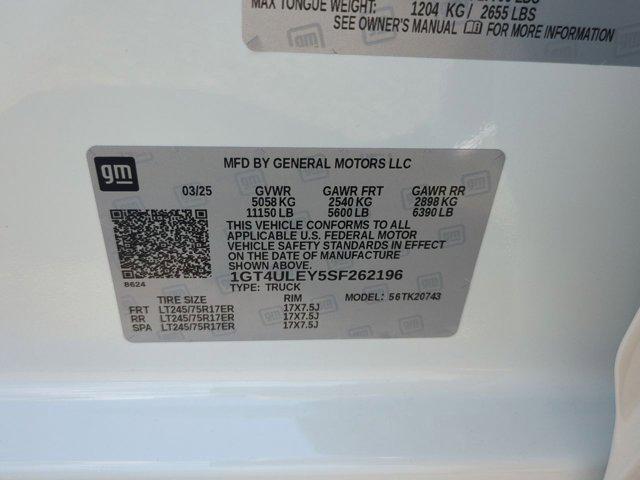 MAX TONGUE WEIGHT: 1204 KG / 2655 LBS
SEE OWNER'S MANUAL FOR MORE INFORMATION
gm
MFD BY GENERAL MOTORS LLC
03/25 GVWR GAWR FRT GAWR RR
5058 KG 2540 KG 2898 KG
11150 LB 5600 LB 6390 LB
THIS VEHICLE CONFORMS TO ALL
APPLICABLE U.S. FEDERAL MOTOR
VEHICLE SAFETY STANDARDS IN EFFECT
ON THE DATE OF MANUFACTURE SHOWN
ABOVE.
1GT4ULEY5SF262196
8624
TYPE: TRUCK
TIRE SIZE RIM MODEL: 56TK20743
FRT LT245/75R17ER 17X7.5J
RR LT245/75R17ER 17X7.5J
SPA LT245/75R17ER 17X7.5J